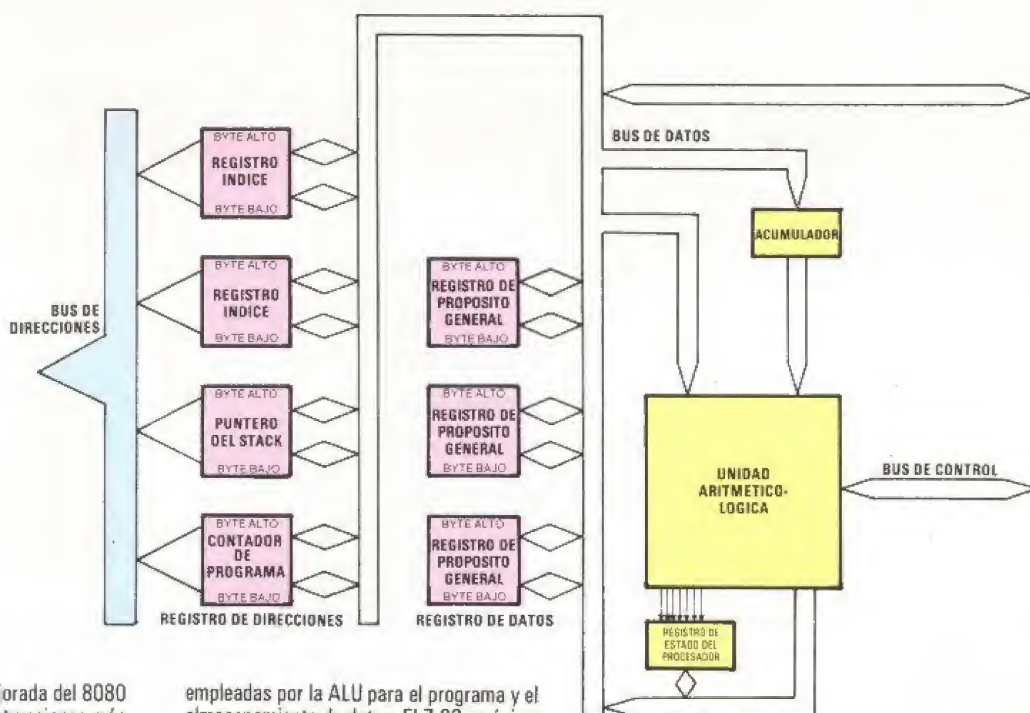 BUS DE DATOS
BYTE ALTO
REGISTRO
INDICE
BYTE BAJO
ACUMULADOR
BYTE ALTO
REGISTRO
INDICE
BYTE BAJO
BYTE ALTO
REGISTRO DE
PROPOSITO
GENERAL
BYTE BAJO
BUS DE
DIRECCIONES
BYTE ALTO
PUNTERO
DEL STACK
BYTE BAJO
BYTE ALTO
REGISTRO DE
PROPOSITO
GENERAL
BYTE BAJO
UNIDAD
ARITMETICO-
LOGICA
BUS DE CONTROL
BYTE ALTO
CONTADOR
DE
PROGRAMA
BYTE BAJO
BYTE ALTO
REGISTRO DE
PROPOSITO
GENERAL
BYTE BAJO
REGISTRO DE DIRECCIONES
REGISTRO DE DATOS
REGISTRO DE
ESTADO DEL
PROCESADOR
jorada del 8080
empleadas por la ALU para el programa y el